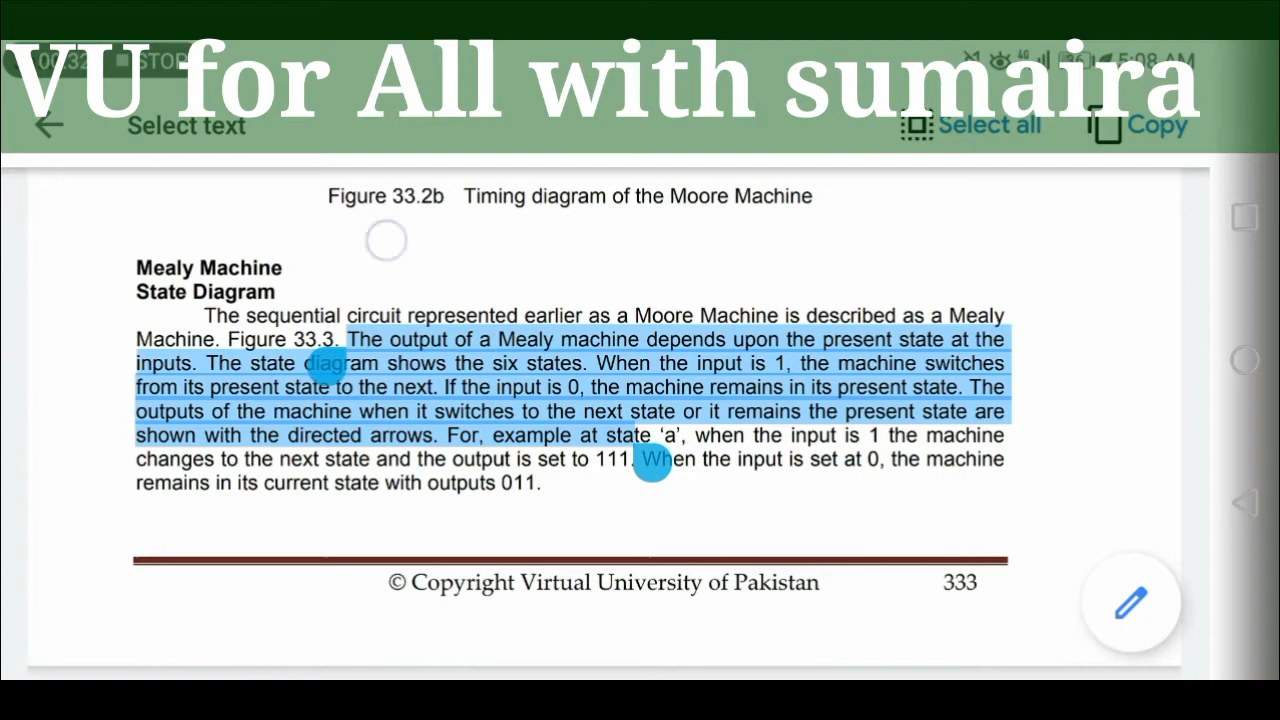 VU for All with sumaira
00:32 STOP 5:08 AM
Select text Select all Copy
Figure 33.2b Timing diagram of the Moore Machine
Mealy Machine
State Diagram
The sequential circuit represented earlier as a Moore Machine is described as a Mealy
Machine. Figure 33.3. The output of a Mealy machine depends upon the present state at the
inputs. The state diagram shows the six states. When the input is 1, the machine switches
from its present state to the next. If the input is 0, the machine remains in its present state. The
outputs of the machine when it switches to the next state or it remains the present state are
shown with the directed arrows. For, example at state ‘a’, when the input is 1 the machine
changes to the next state and the output is set to 111. When the input is set at 0, the machine
remains in its current state with outputs 011.
© Copyright Virtual University of Pakistan 333